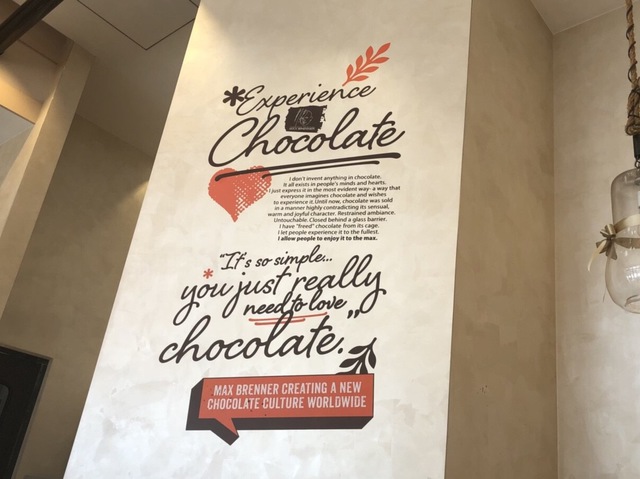 *Experience
Chocolate
I don't invent anything in chocolate.
It all exists in people's minds and hearts.
I just express it in the most evident way- a way that
everyone imagines chocolate and wishes
to experience it. Until now, chocolate was sold
in a manner highly contradicting its sensual,
warm and joyful character. Restrained ambiance.
Untouchable. Closed behind a glass barrier.
I have "freed" chocolate from its cage.
I let people experience it to the fullest.
I allow people to enjoy it to the max.
"It's so simple...
*you just really
need to love
chocolate."
MAX BRENNER CREATING A NEW
CHOCOLATE CULTURE WORLDWIDE